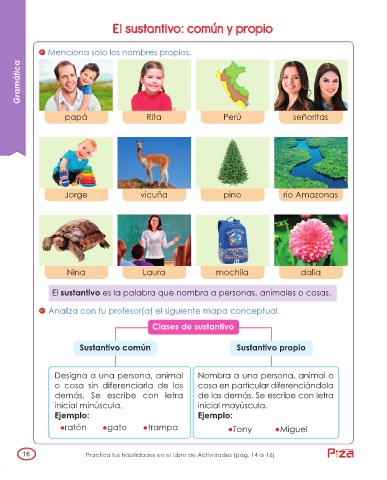 El sustantivo: común y propio
Gramática
Menciona solo los nombres propios.
papá Rita Perú señoritas
Jorge vicuña pino río Amazonas
Nina Laura mochila dalia
El sustantivo es la palabra que nombra a personas, animales o cosas.
Analiza con tu profesor(a) el siguiente mapa conceptual.
Clases de sustantivo
Sustantivo común
Designa a una persona, animal
o cosa sin diferenciarla de los
demás. Se escribe con letra
inicial minúscula.
Ejemplo:
●ratón ●gato ●trampa
Sustantivo propio
Nombra a una persona, animal o
cosa en particular diferenciándola
de las demás. Se escribe con letra
inicial mayúscula.
Ejemplo:
●Tony ●Miguel
16 Practica tus habilidades en el Libro de Actividades (pág. 14 al 16)